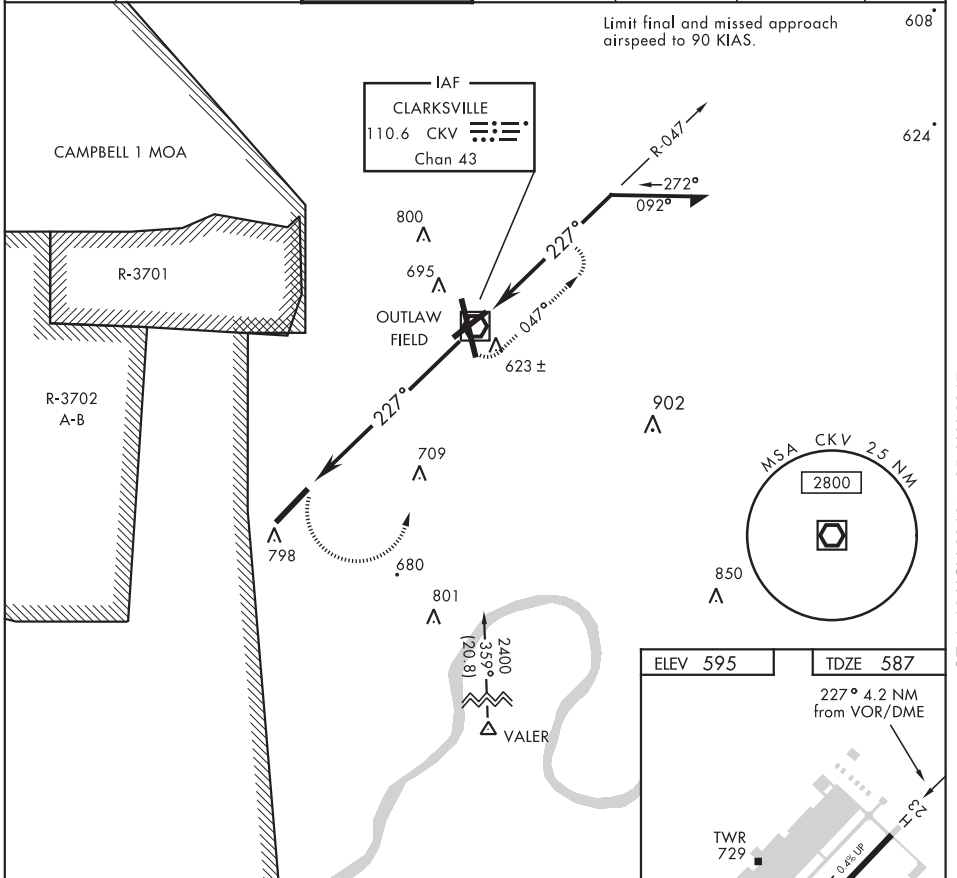 Limit final and missed approach
airspeed to 90 KIAS.
608
IAF
CLARKSVILLE
110.6 CKV
Chan 43
R-047
624
CAMPBELL 1 MOA
272°
092°
800
227°
R-3701
695
OUTLAW
FIELD
047°
623 ±
R-3702
A-B
902
227°
MSA CKV 25 NM
2800
709
798
680
850
801
2400
359°
(20.8)
VALER
ELEV 595
TDZE 587
227° 4.2 NM
from VOR/DME
H 23
TWR
729
0.4% UP